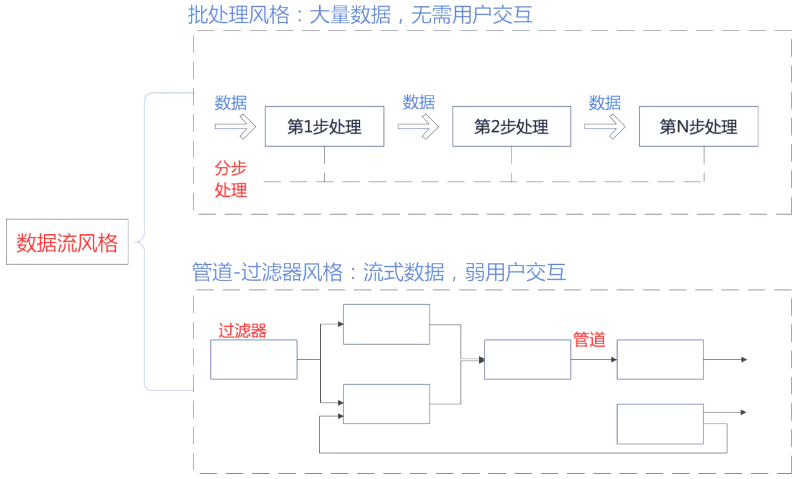 批处理风格：大量数据，无需用户交互
数据
数据
数据
第1步处理
第2步处理
第N步处理
分步
处理
数据流风格
管道-过滤器风格：流式数据，弱用户交互
过滤器
管道